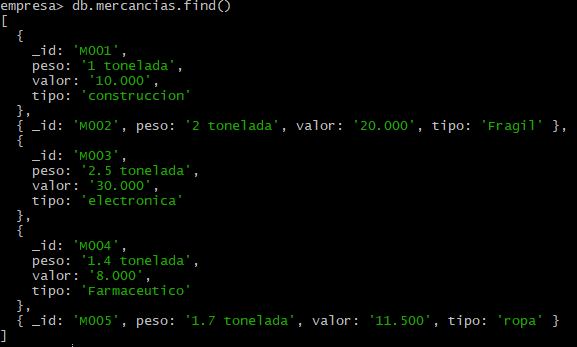 empresa> db.mercancias.find()
[
  {
    _id: 'M001',
    peso: '1 tonelada',
    valor: '10.000',
    tipo: 'construccion'
  },
  { _id: 'M002', peso: '2 tonelada', valor: '20.000', tipo: 'Fragil' },
  {
    _id: 'M003',
    peso: '2.5 tonelada',
    valor: '30.000',
    tipo: 'electronica'
  },
  {
    _id: 'M004',
    peso: '1.4 tonelada',
    valor: '8.000',
    tipo: 'Farmaceutico'
  },
  { _id: 'M005', peso: '1.7 tonelada', valor: '11.500', tipo: 'ropa' }
]